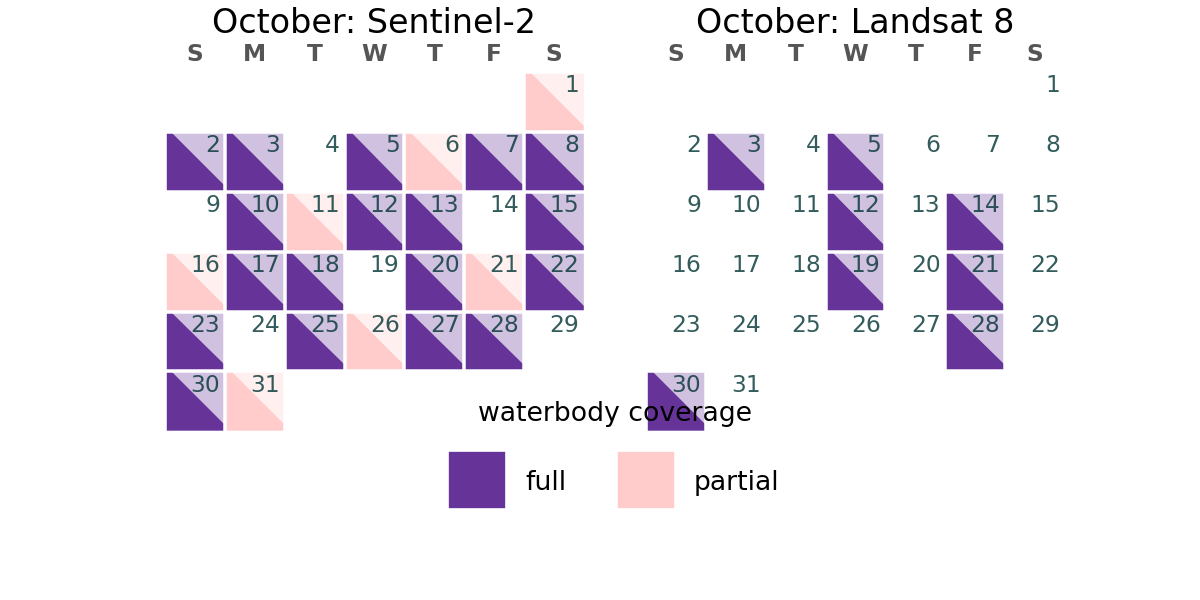 October: Sentinel-2
S M T W T F S
1
2 3 4 5 6 7 8
9 10 11 12 13 14 15
16 17 18 19 20 21 22
23 24 25 26 27 28 29
30 31
October: Landsat 8
S M T W T F S
1
2 3 4 5 6 7 8
9 10 11 12 13 14 15
16 17 18 19 20 21 22
23 24 25 26 27 28 29
30 31
waterbody coverage
full partial